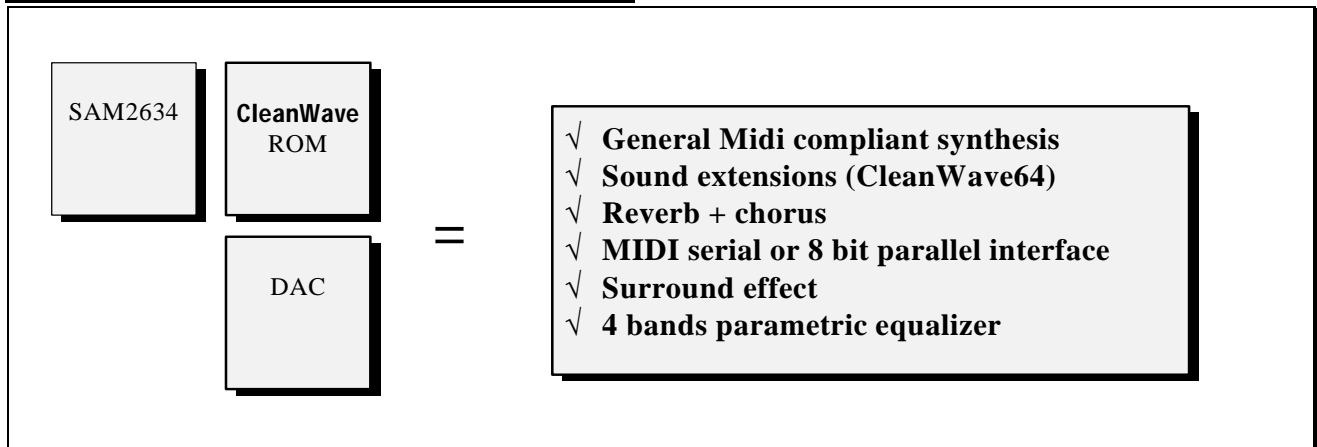 SAM2634
CleanWave
ROM
DAC
=
√ General Midi compliant synthesis
√ Sound extensions (CleanWave64)
√ Reverb + chorus
√ MIDI serial or 8 bit parallel interface
√ Surround effect
√ 4 bands parametric equalizer